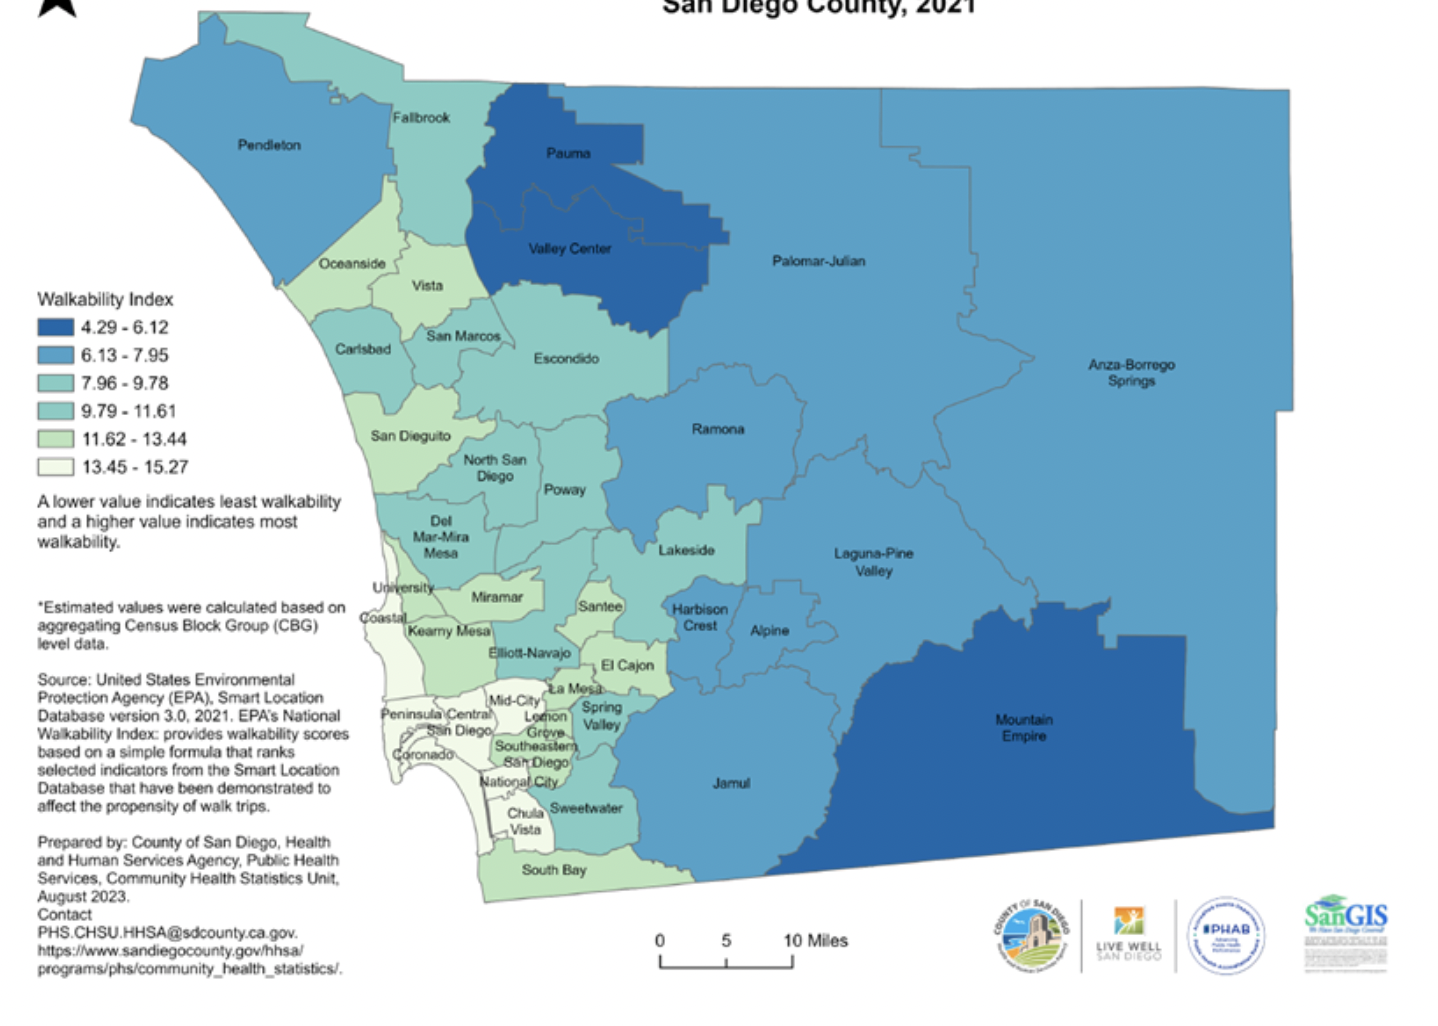 San Diego County, 2021
Fallbrook
Pendleton
Pauma
Valley Center
Oceanside
Vista
Palomar-Julian
Walkability Index
4.29 - 6.12
6.13 - 7.95
7.96 - 9.78
9.79 - 11.61
11.62 - 13.44
13.45 - 15.27
A lower value indicates least walkability
and a higher value indicates most
walkability.
Carlsbad
San Marcos
Escondido
Anza-Borrego
Springs
San Dieguito
Ramona
North San
Diego
Poway
Del
Mar-Mira
Mesa
Lakeside
Laguna-Pine
Valley
University
Miramar
Santee
Coastal
Kearny Mesa
Harbison
Crest
Alpine
Elliott-Navajo
El Cajon
La Mesa
Mid-City
Peninsula
Central
San Diego
Lemon
Grove
Spring
Valley
Coronado
Southeastern
San Diego
National City
Chula
Vista
Sweetwater
Jamul
Mountain
Empire
South Bay
*Estimated values were calculated based on
aggregating Census Block Group (CBG)
level data.
Source: United States Environmental
Protection Agency (EPA), Smart Location
Database version 3.0, 2021. EPA's National
Walkability Index: provides walkability scores
based on a simple formula that ranks
selected indicators from the Smart Location
Database that have been demonstrated to
affect the propensity of walk trips.
Prepared by: County of San Diego, Health
and Human Services Agency, Public Health
Services, Community Health Statistics Unit,
August 2023.
Contact
PHS.CHSU.HHSA@sdcounty.ca.gov.
https://www.sandiegocounty.gov/hhsa/
programs/phs/community_health_statistics/.
0 5 10 Miles
COUNTY OF SAN DIEGO
LIVE WELL
SAN DIEGO
PHAB
SanGIS